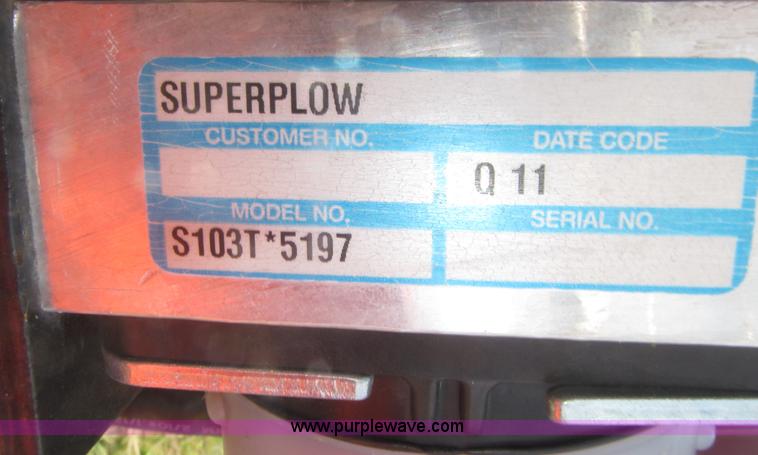 SUPERPLOW
CUSTOMER NO. DATE CODE
Q 11
MODEL NO. SERIAL NO.
S103T*5197
www.purplewave.com